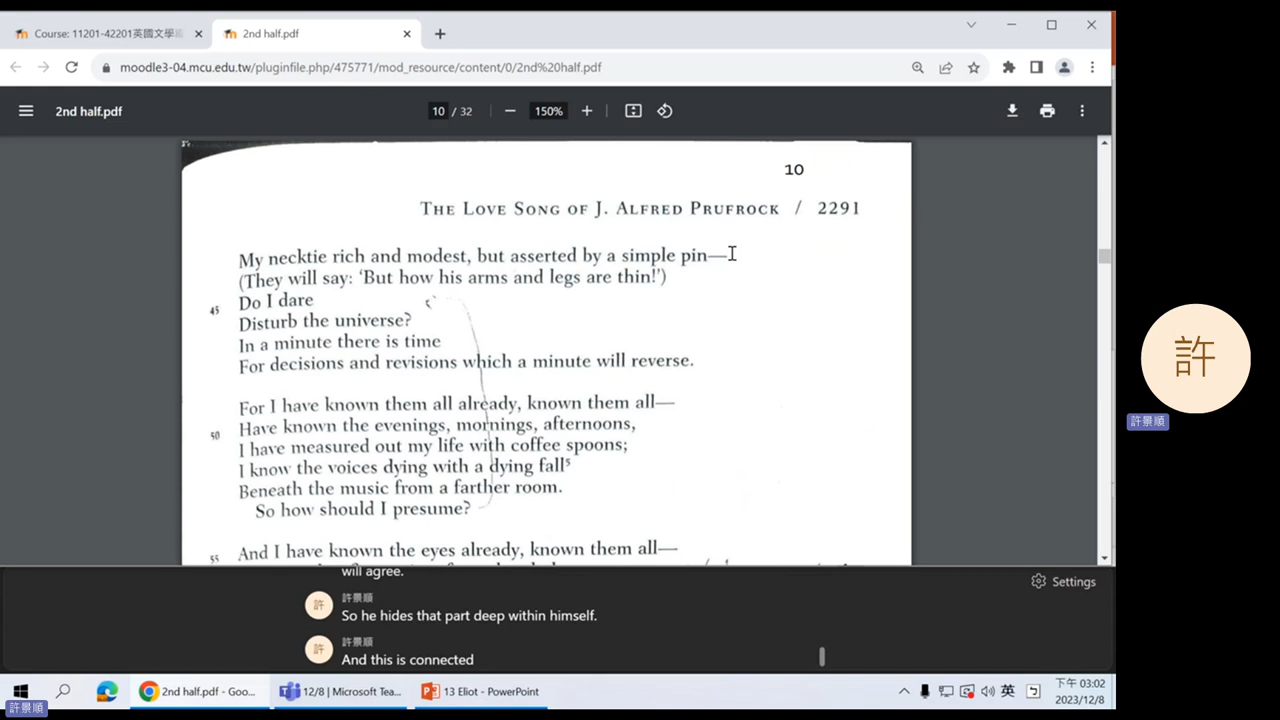 Course: 11201-42201英國文學
2nd half.pdf
moodle3-04.mcu.edu.tw/pluginfile.php/475771/mod_resource/content/0/2nd%20half.pdf
2nd half.pdf
10 / 32
150%
10
The Love Song of J. Alfred Prufrock / 2291
My necktie rich and modest, but asserted by a simple pin—
(They will say: ‘But how his arms and legs are thin!’)
45 Do I dare
Disturb the universe?
In a minute there is time
For decisions and revisions which a minute will reverse.
For I have known them all already, known them all—
50 Have known the evenings, mornings, afternoons,
I have measured out my life with coffee spoons;
I know the voices dying with a dying fall5
Beneath the music from a farther room.
So how should I presume?
55 And I have known the eyes already, known them all—
will agree.
Settings
許 許景順
So he hides that part deep within himself.
許 許景順
And this is connected
許
許景順
2nd half.pdf - Goo...
12/8 | Microsoft Tea...
13 Eliot - PowerPoint
英
ㄅ
下午 03:02
2023/12/8
許景順